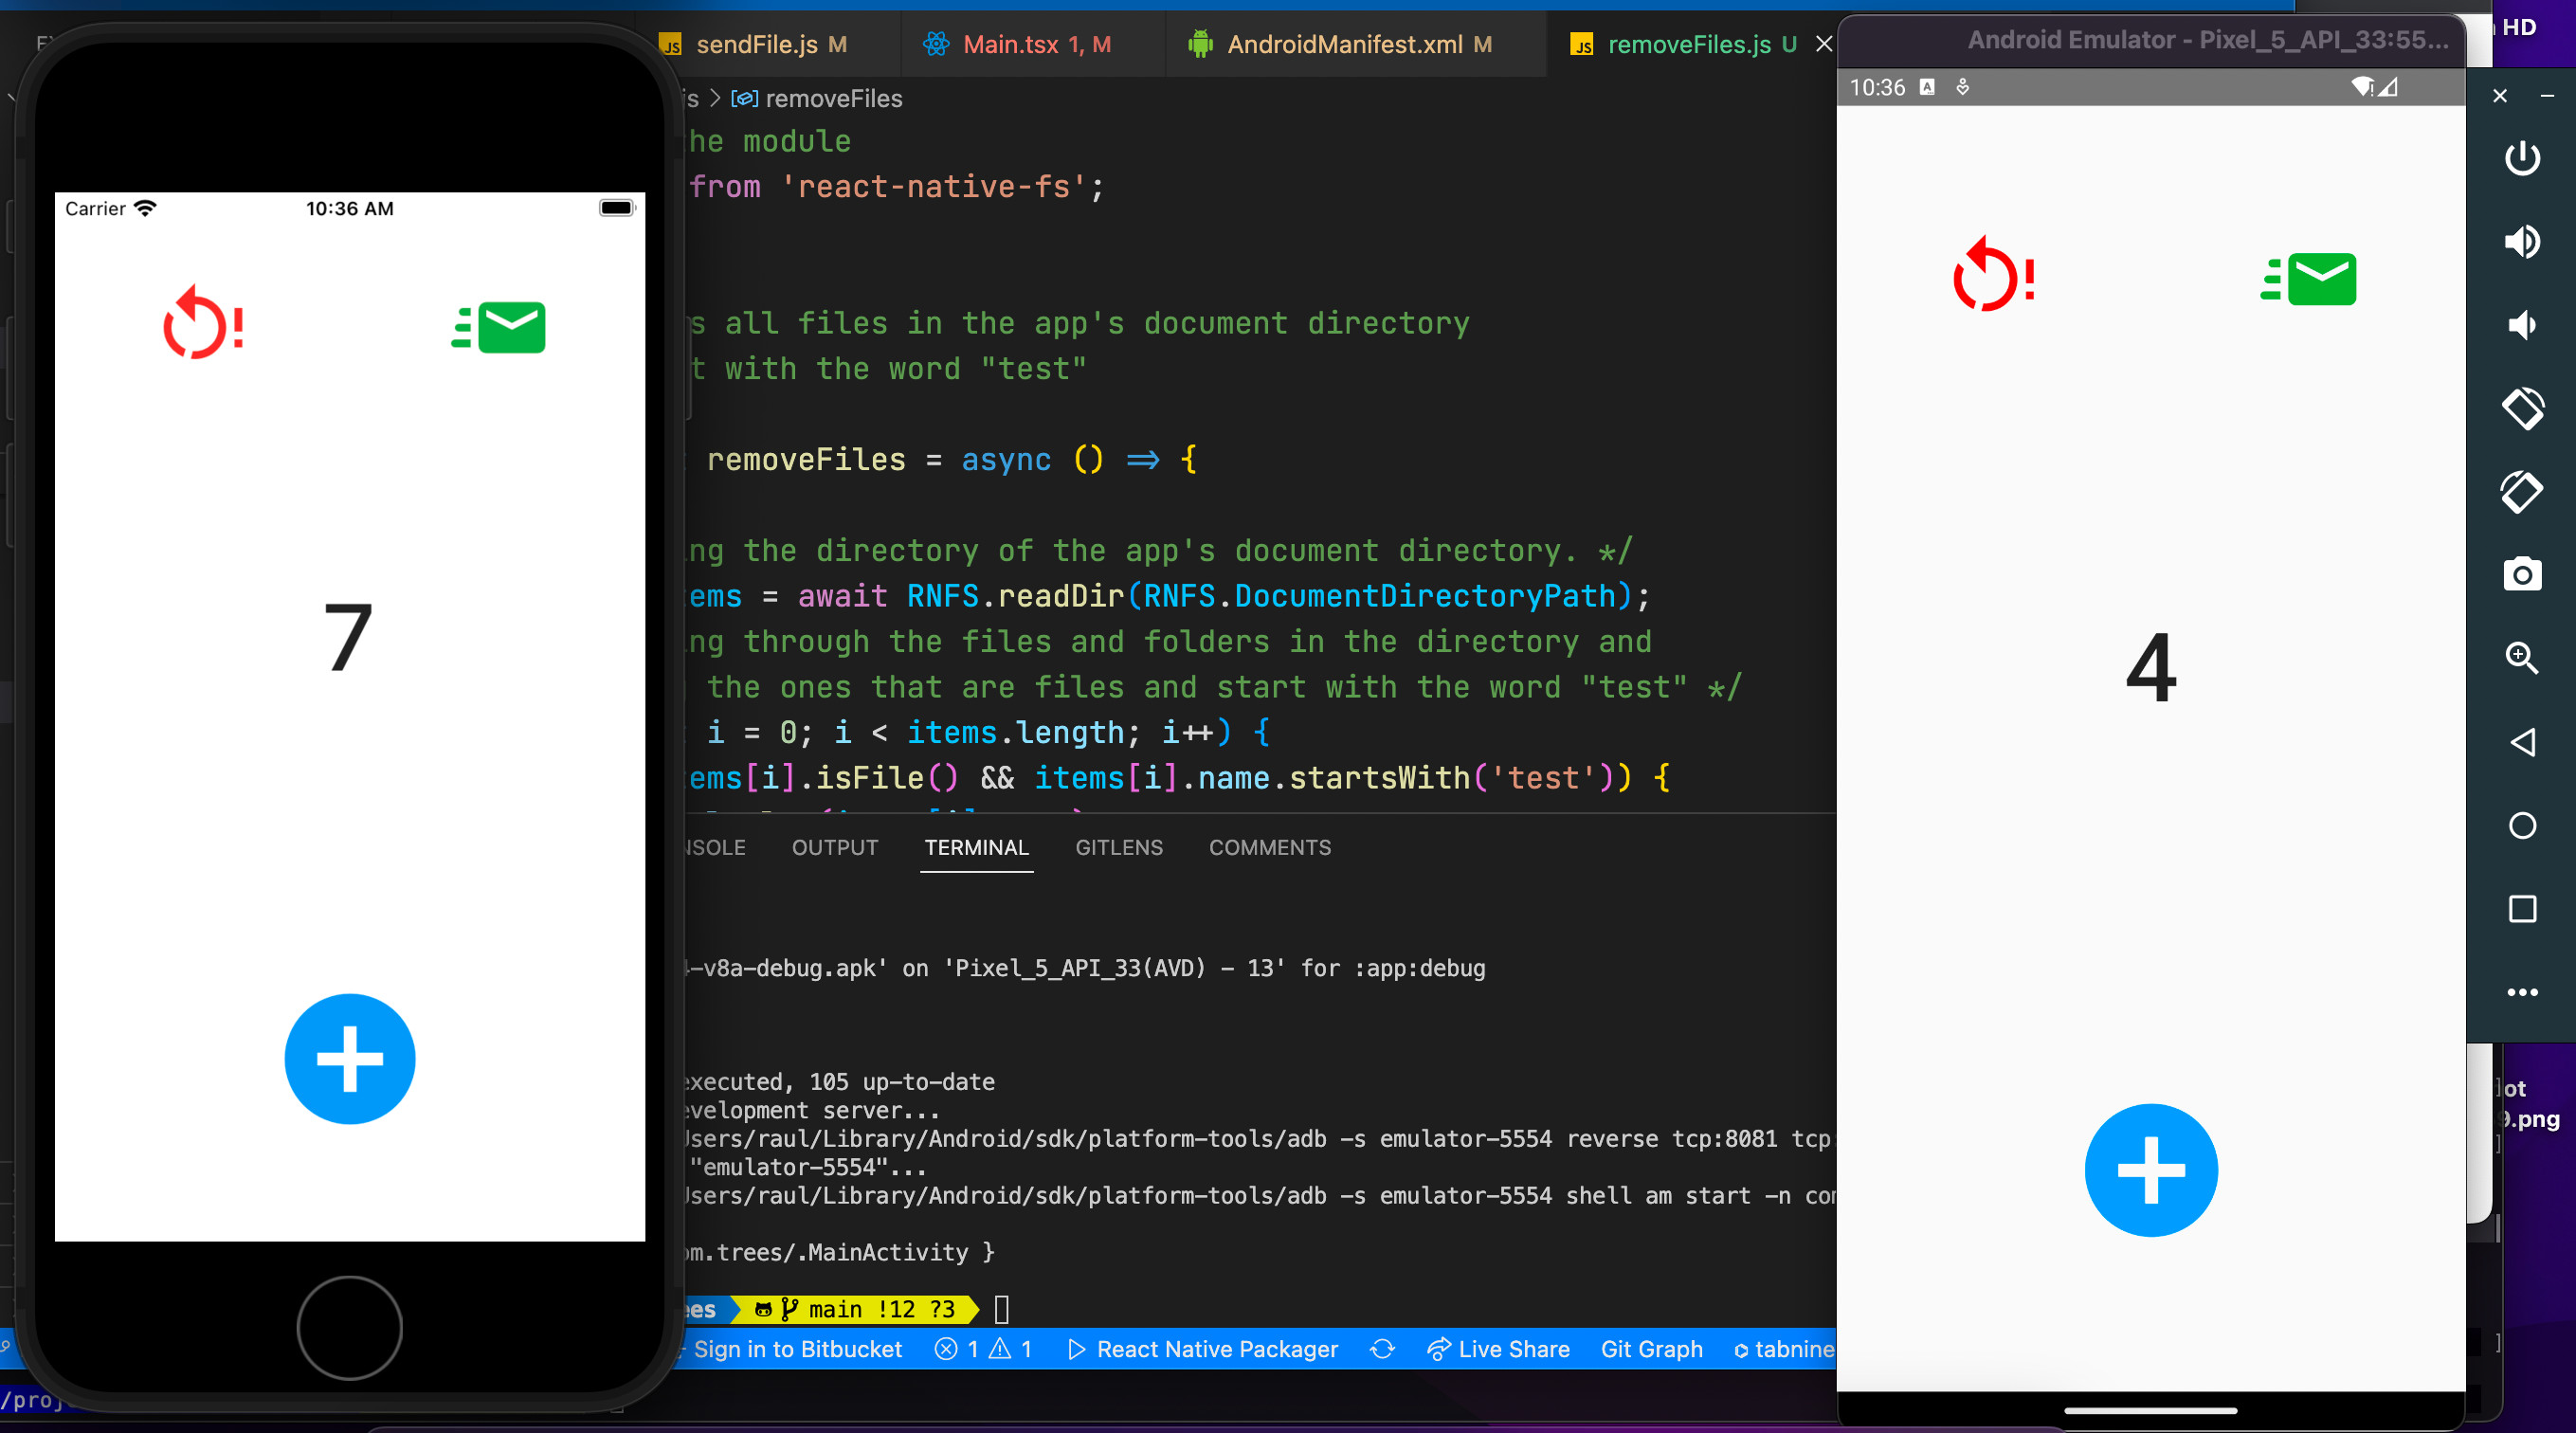 Carrier
10:36 AM
!
7
sendFile.js M
Main.tsx 1, M
AndroidManifest.xml M
removeFiles.js U
js > removeFiles
he module
from 'react-native-fs';
s all files in the app's document directory
t with the word "test"
removeFiles = async () => {
ng the directory of the app's document directory. */
ems = await RNFS.readDir(RNFS.DocumentDirectoryPath);
ng through the files and folders in the directory and
the ones that are files and start with the word "test" */
i = 0; i < items.length; i++) {
ems[i].isFile() && items[i].name.startsWith('test')) {
NSOLE OUTPUT TERMINAL GITLENS COMMENTS
-v8a-debug.apk' on 'Pixel_5_API_33(AVD) - 13' for :app:debug
executed, 105 up-to-date
evelopment server...
Users/raul/Library/Android/sdk/platform-tools/adb -s emulator-5554 reverse tcp:8081 tcp:
"emulator-5554"...
Users/raul/Library/Android/sdk/platform-tools/adb -s emulator-5554 shell am start -n com
om.trees/.MainActivity }
ees main !12 ?3
Sign in to Bitbucket 1 1 React Native Packager Live Share Git Graph tabnine
/proj
Android Emulator - Pixel_5_API_33:55...
10:36
!
4
HD
ot
9.png